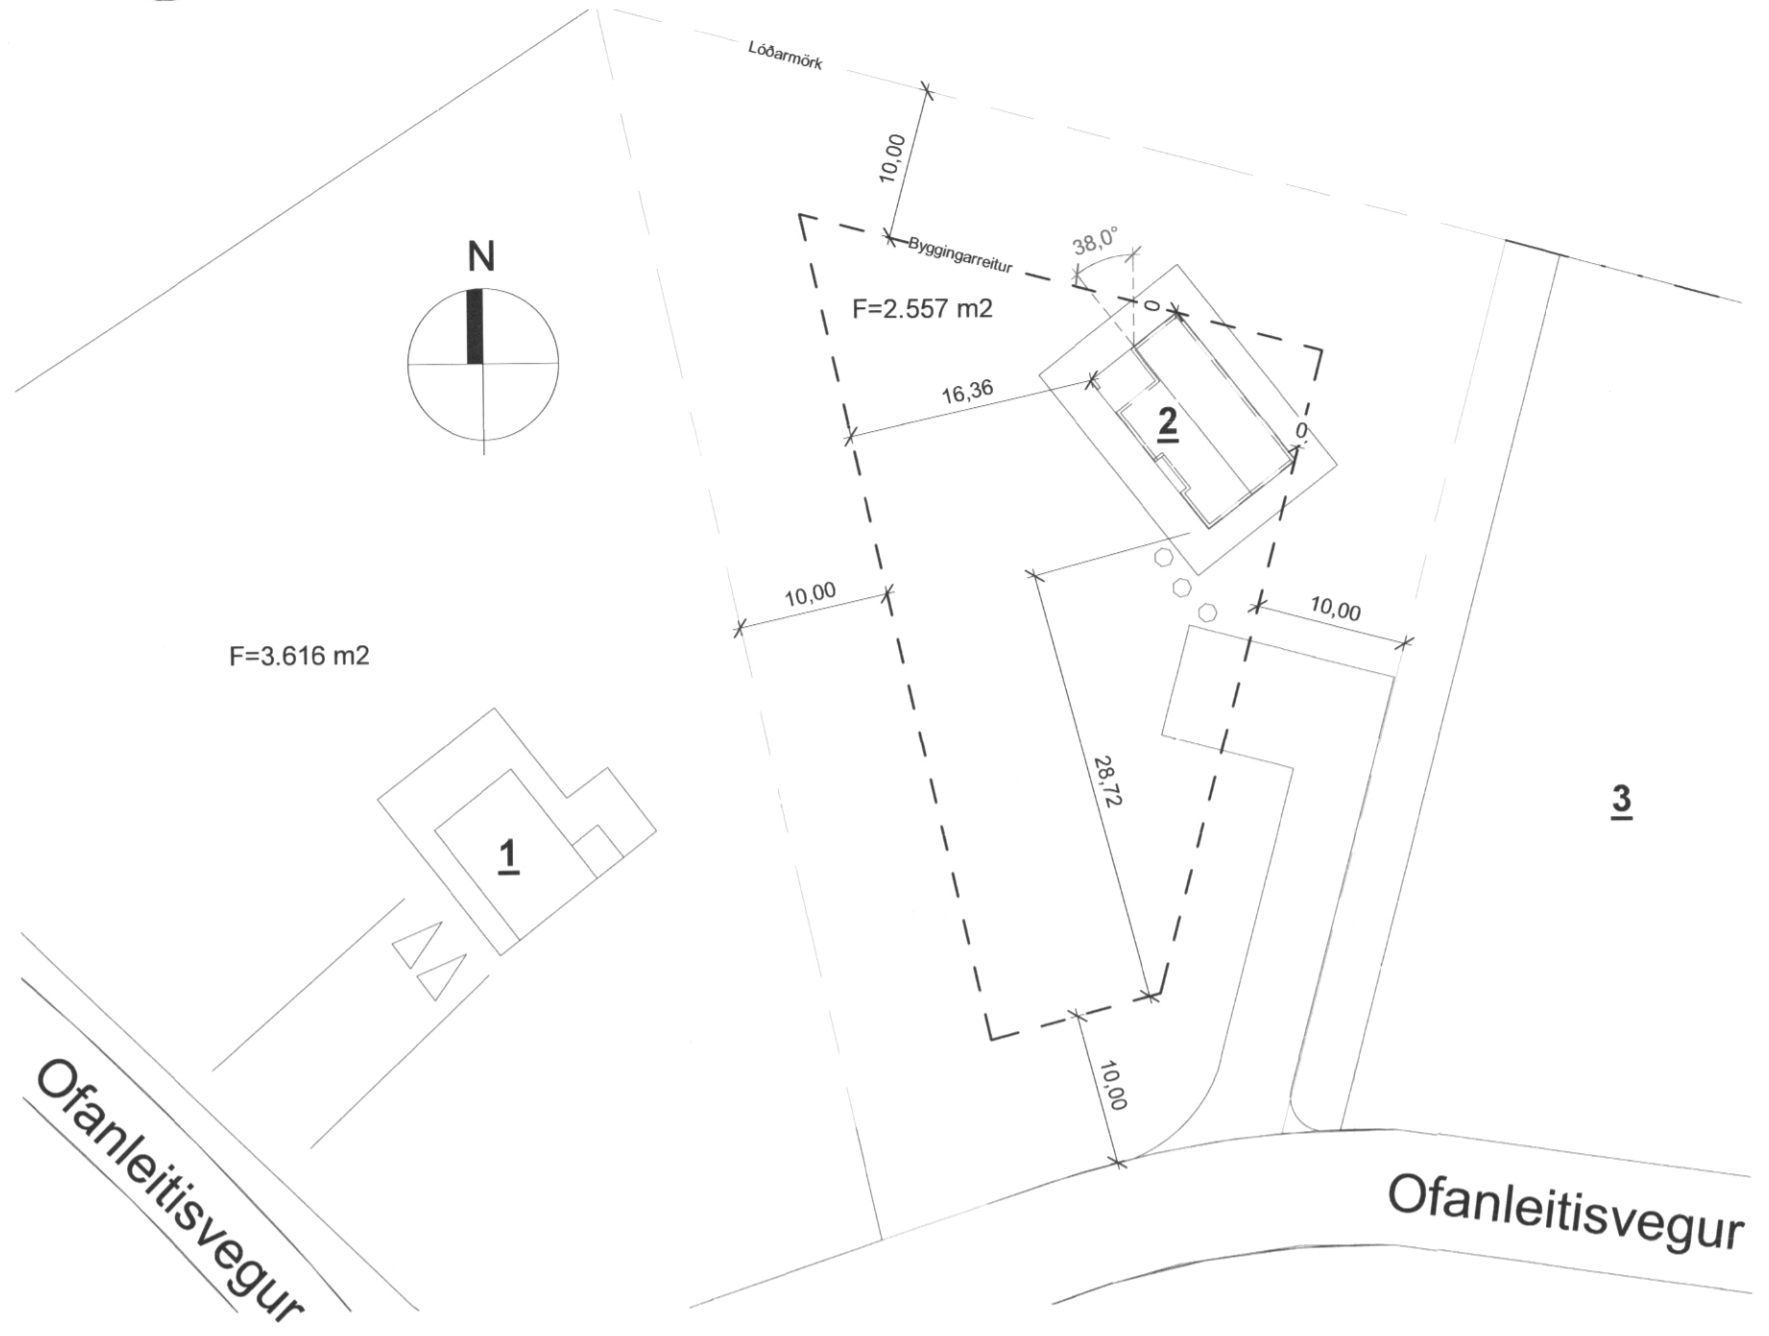 Lóðarmörk
10,00
N
38,0°
Byggingarreitur
0
F=2.557 m2
16,36
2
0
10,00
10,00
F=3.616 m2
28,72
3
1
10,00
Ofanleitisvegur
Ofanleitisvegur